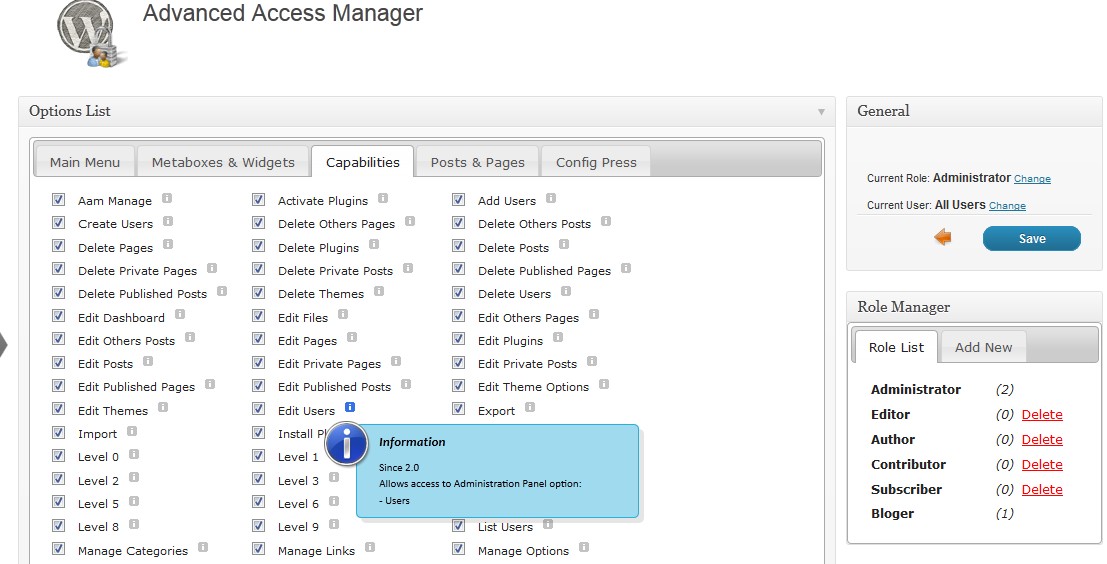 Advanced Access Manager
Options List
General
Main Menu Metaboxes & Widgets Capabilities Posts & Pages Config Press
Aam Manage Activate Plugins Add Users
Create Users Delete Others Pages Delete Others Posts
Delete Pages Delete Plugins Delete Posts
Delete Private Pages Delete Private Posts Delete Published Pages
Delete Published Posts Delete Themes Delete Users
Edit Dashboard Edit Files Edit Others Pages
Edit Others Posts Edit Pages Edit Plugins
Edit Posts Edit Private Pages Edit Private Posts
Edit Published Pages Edit Published Posts Edit Theme Options
Edit Themes Edit Users Export
Import Install
Level 0 Level 1
Level 2 Level 3
Level 5 Level 6
Level 8 Level 9 List Users
Manage Categories Manage Links Manage Options
Information
Since 2.0
Allows access to Administration Panel option:
- Users
Current Role: Administrator Change
Current User: All Users Change
Save
Role Manager
Role List Add New
Administrator (2)
Editor (0) Delete
Author (0) Delete
Contributor (0) Delete
Subscriber (0) Delete
Bloger (1)